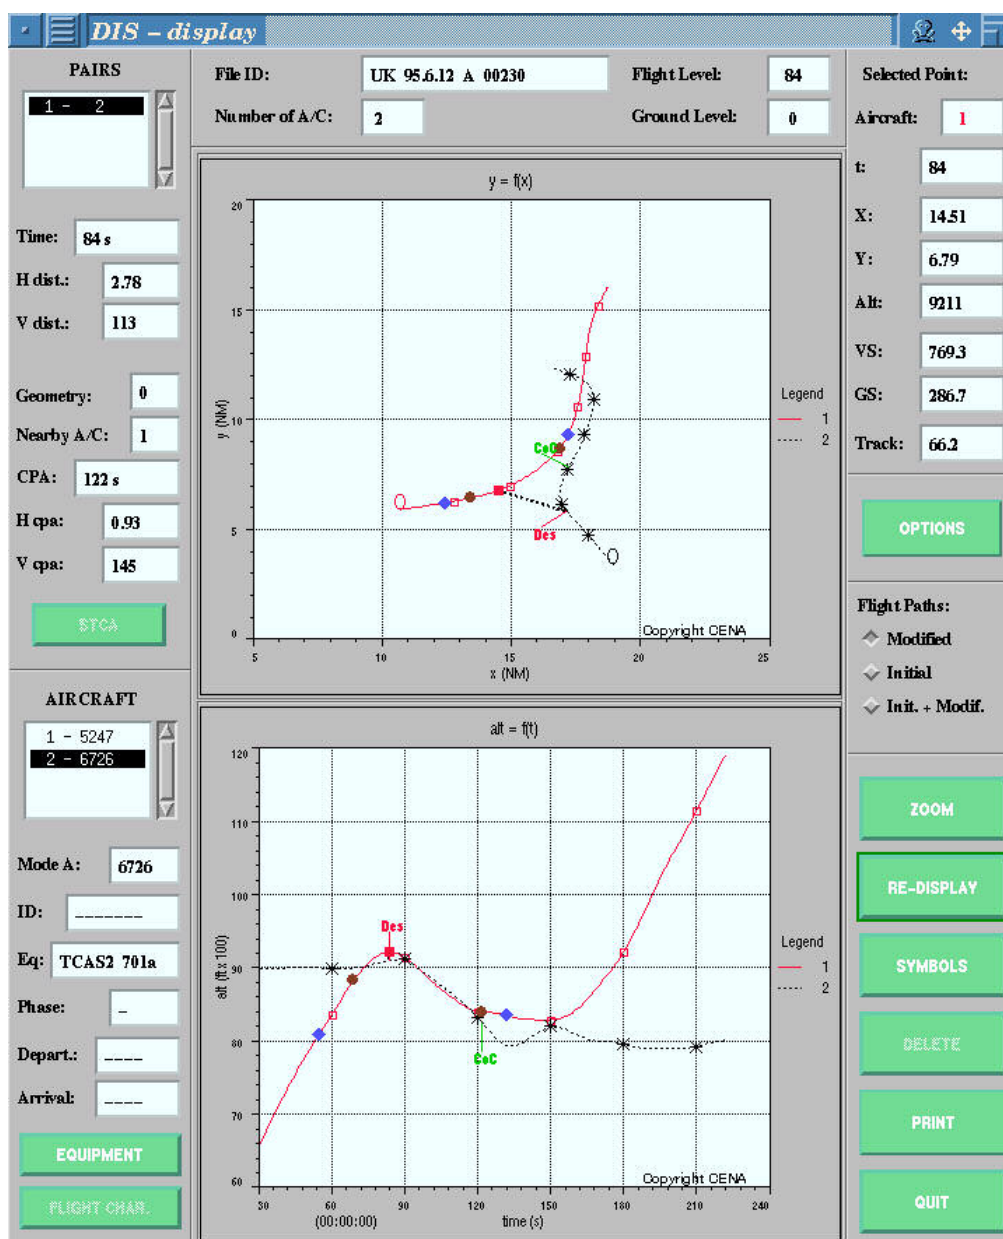 DIS - display
PAIRS
1 - 2
Time: 84 s
H dist.: 2.78
V dist.: 113
Geometry: 0
Nearby A/C: 1
CPA: 122 s
H cpa: 0.93
V cpa: 145
STCA
AIRCRAFT
1 - 5247
2 - 6726
Mode A: 6726
ID: _______
Eq: TCAS2 701a
Phase: _
Depart.: ____
Arrival: ____
EQUIPMENT
FLIGHT CHAR.
File ID: UK 95.6.12 A 00230
Flight Level: 84
Number of A/C: 2
Ground Level: 0
y = f(x)
20
15
10
5
0
y (NM)
CoC
Des
O
O
Copyright CENA
5 10 15 20 25
x (NM)
Legend
1
2
alt = f(t)
120
110
100
90
80
70
60
alt (ft x 100)
Des
CoC
Copyright CENA
30 60 90 120 150 180 210 240
(00:00:00) time (s)
Legend
1
2
Selected Point:
Aircraft: 1
t: 84
X: 14.51
Y: 6.79
Alt: 9211
VS: 769.3
GS: 286.7
Track: 66.2
OPTIONS
Flight Paths:
Modified
Initial
Init. + Modif.
ZOOM
RE-DISPLAY
SYMBOLS
DELETE
PRINT
QUIT